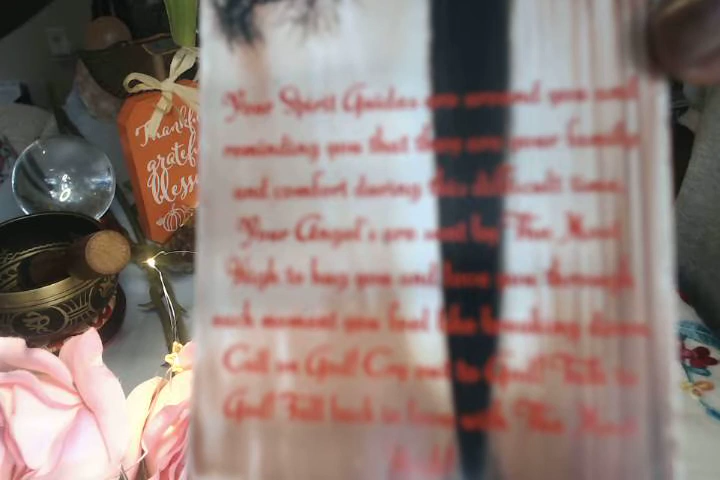 Thankful
grateful
blessed
Your Spirit Guides are around you and
reminding you that they are your
and comfort during this difficult time,
Your Angel's are sent by The Most
High to hug you and love you through
each moment you feel like breaking down
Call on God! Cry out to God! Talk to
God! Fall back in love with The Most